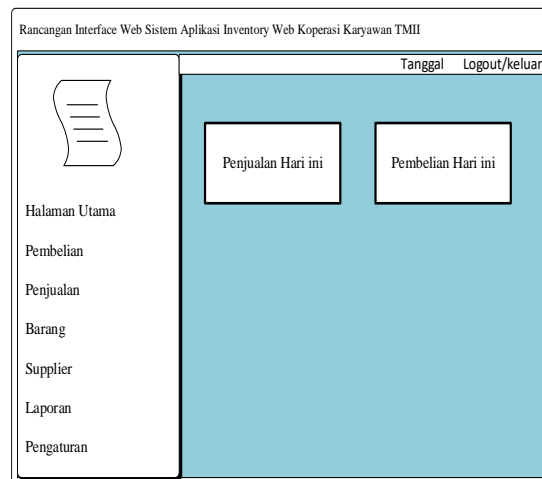 Rancangan Interface Web Sistem Aplikasi Inventory Web Koperasi Karyawan TMII
Tanggal Logout/keluar
Penjualan Hari ini
Pembelian Hari ini
Halaman Utama
Pembelian
Penjualan
Barang
Supplier
Laporan
Pengaturan